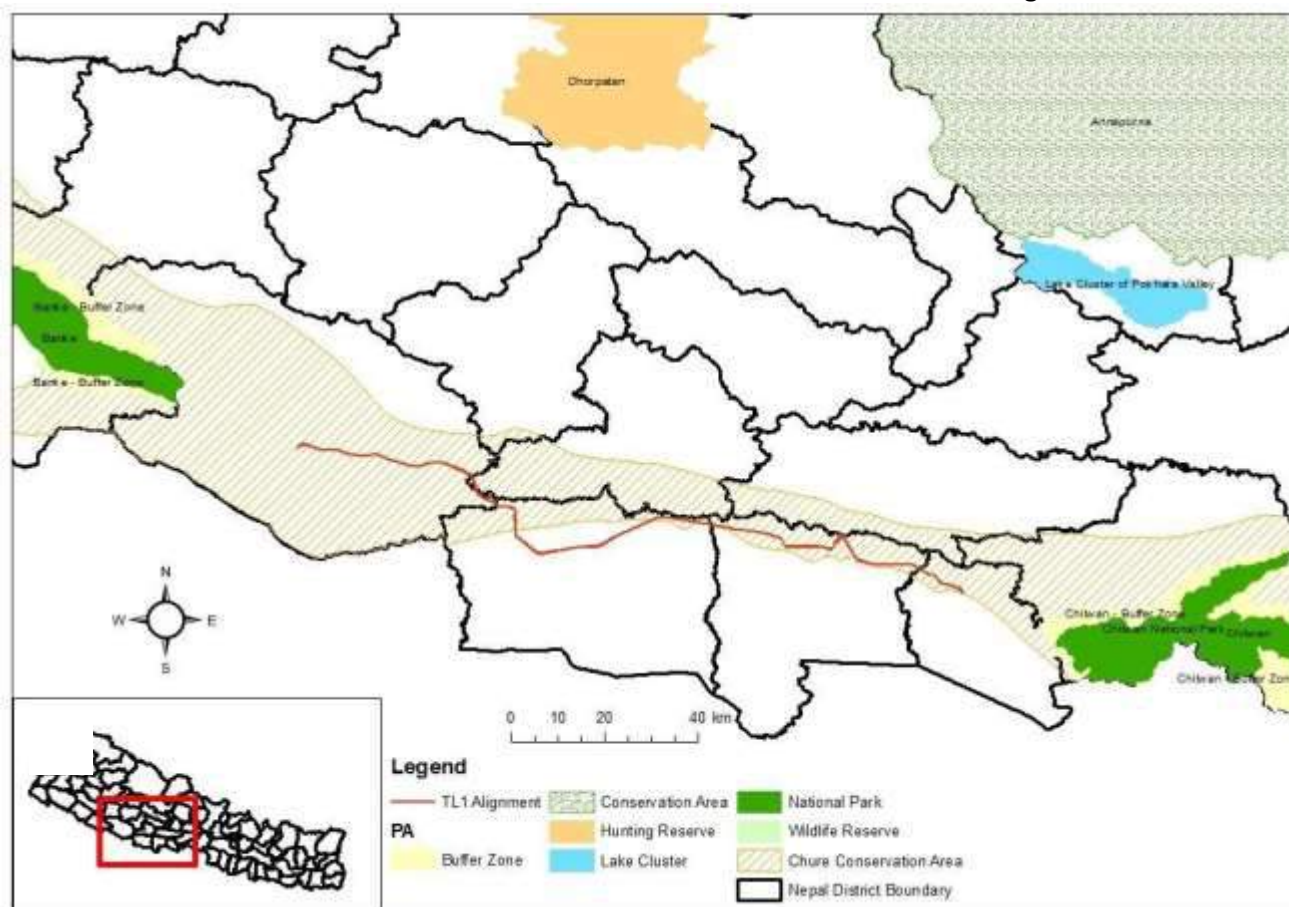 Dhorpatan
Annapurna
Lake Cluster of Pokhara Valley
Banke - Buffer Zone
Banke
Banke - Buffer Zone
Chitwan - Buffer Zone
Chitwan National Park
Chitwan
Chitwan - Buffer Zon
N
W
E
S
0 10 20 40 km
Legend
TL1 Alignment
PA
Buffer Zone
Conservation Area
Hunting Reserve
Lake Cluster
National Park
Wildlife Reserve
Chure Conservation Area
Nepal District Boundary